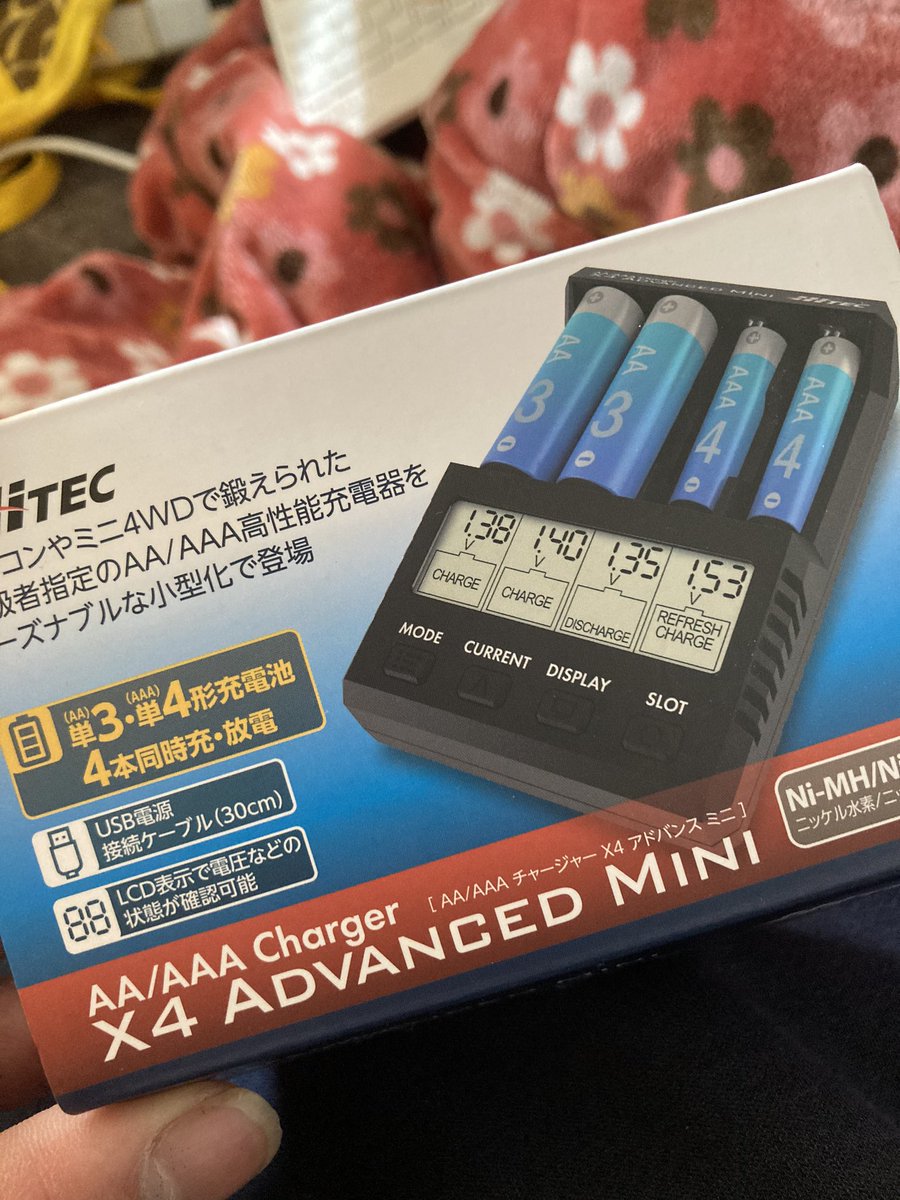 X4 ADVANCED MINI HITEC
AA 3
AA 3
AAA 4
AAA 4
1.38 V CHARGE
1.40 V CHARGE
1.35 V DISCHARGE
1.53 V REFRESH CHARGE
MODE CURRENT DISPLAY SLOT
HITEC
コンやミニ4WDで鍛えられた
級者指定のAA/AAA高性能充電器を
ーズナブルな小型化で登場
(AA) (AAA)
単3・単4形充電池
4本同時充・放電
USB電源
接続ケーブル(30cm)
LCD表示で電圧などの
状態が確認可能
Ni-MH/Ni
ニッケル水素/ニッ
AA/AAA Charger [ AA/AAA チャージャー X4 アドバンス ミニ ]
X4 ADVANCED MINI